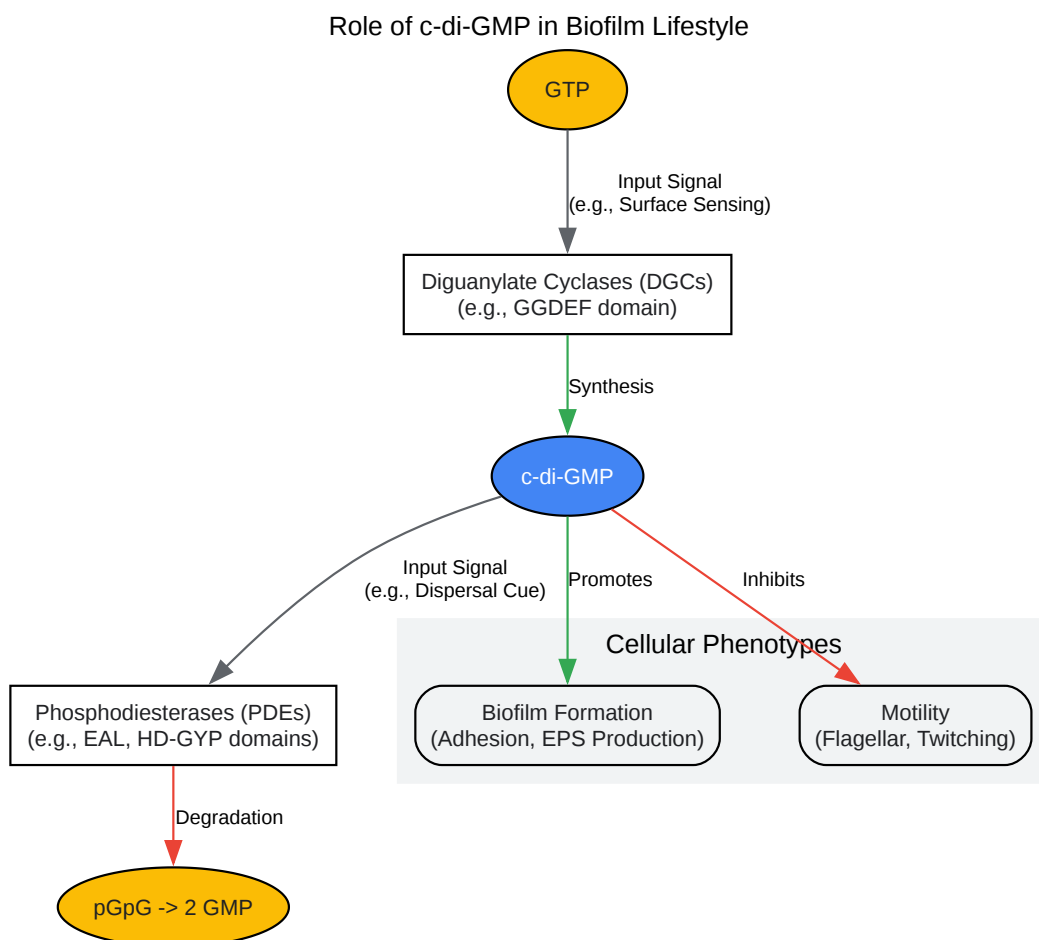 Role of c-di-GMP in Biofilm Lifestyle
GTP
Input Signal
(e.g., Surface Sensing)
Diguanylate Cyclases (DGCs)
(e.g., GGDEF domain)
Synthesis
c-di-GMP
Input Signal
(e.g., Dispersal Cue)
Promotes
Inhibits
Cellular Phenotypes
Phosphodiesterases (PDEs)
(e.g., EAL, HD-GYP domains)
Biofilm Formation
(Adhesion, EPS Production)
Motility
(Flagellar, Twitching)
Degradation
pGpG -> 2 GMP